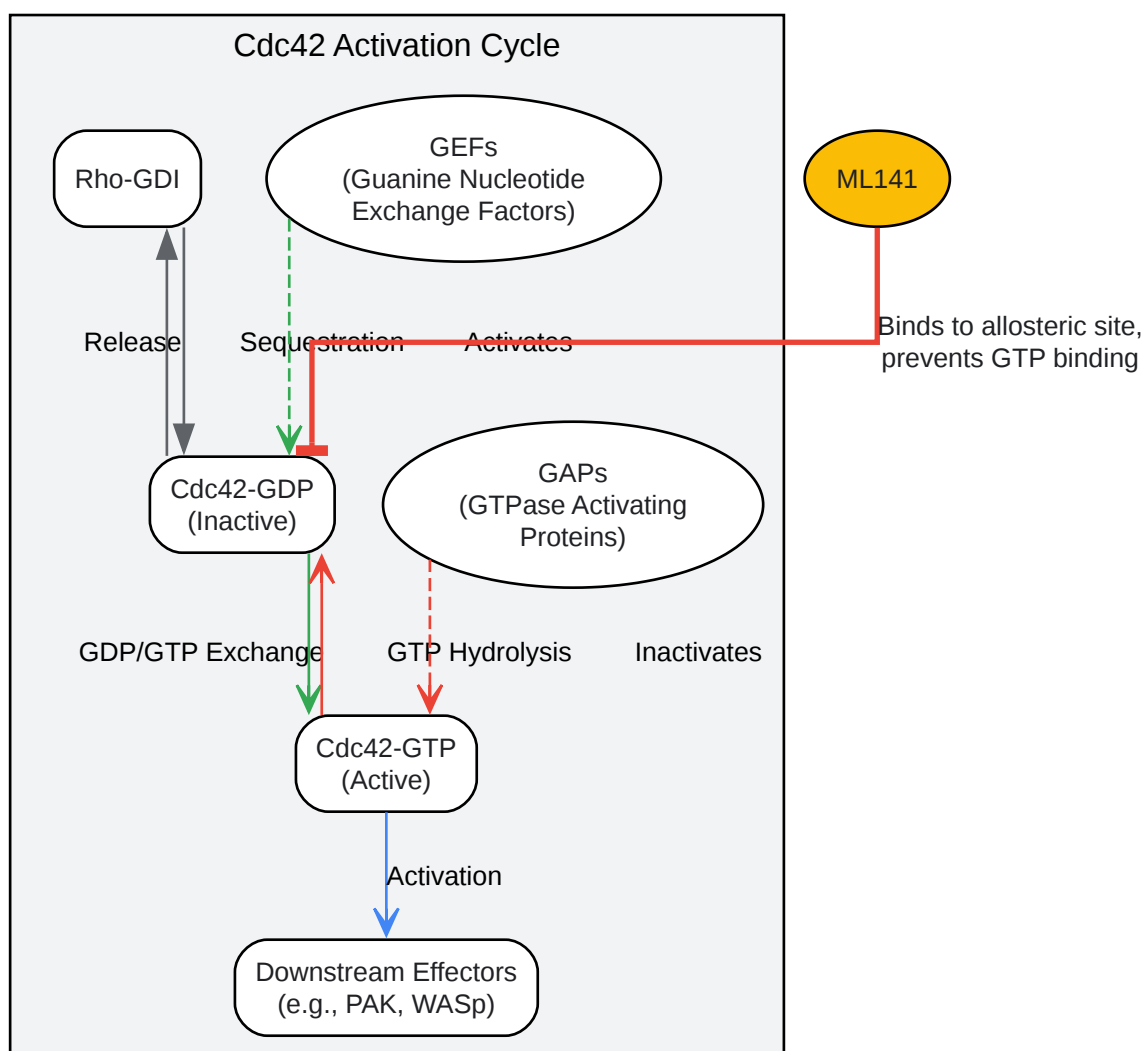 Cdc42 Activation Cycle
Rho-GDI
GEFs
(Guanine Nucleotide
Exchange Factors)
ML141
Release
Sequestration
Activates
Binds to allosteric site,
prevents GTP binding
Cdc42-GDP
(Inactive)
GAPs
(GTPase Activating
Proteins)
GDP/GTP Exchange
GTP Hydrolysis
Inactivates
Cdc42-GTP
(Active)
Activation
Downstream Effectors
(e.g., PAK, WASp)